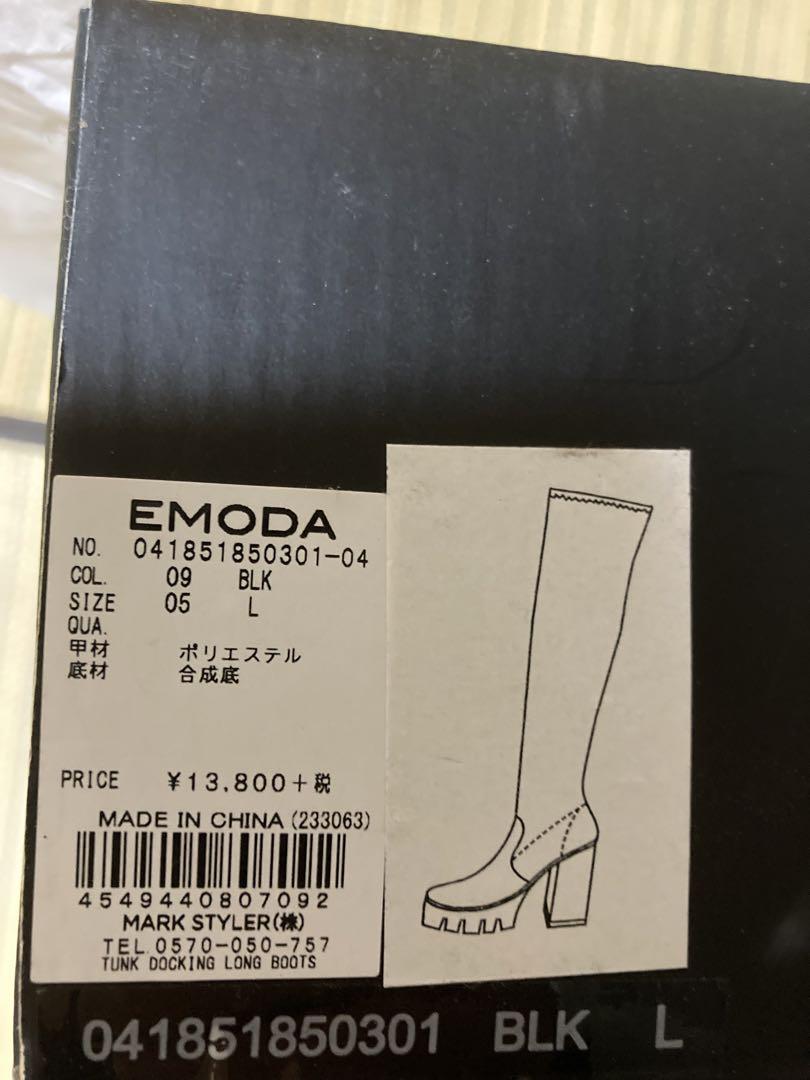 EMODA
NO. 041851850301-04
COL. 09 BLK
SIZE 05 L
QUA.
甲材 ポリエステル
底材 合成底
PRICE ¥13,800+税
MADE IN CHINA (233063)
4549440807092
MARK STYLER(株)
TEL.0570-050-757
TUNK DOCKING LONG BOOTS
041851850301 BLK L